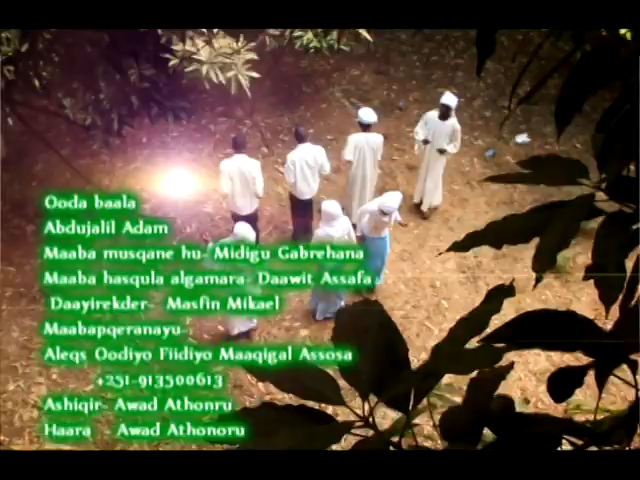 Ooda baala
Abdujalil Adam
Maaba musqane hu- Midigu Gabrehana
Maaba hasqula algamara- Daawit Assafa
Daayirekder- Masfin Mikael
Maabapqeranayu-
Aleqs Oodiyo Fiidiyo Maaqigal Assosa
+251-913500613
Ashiqir- Awad Athonru
Haara - Awad Athonoru